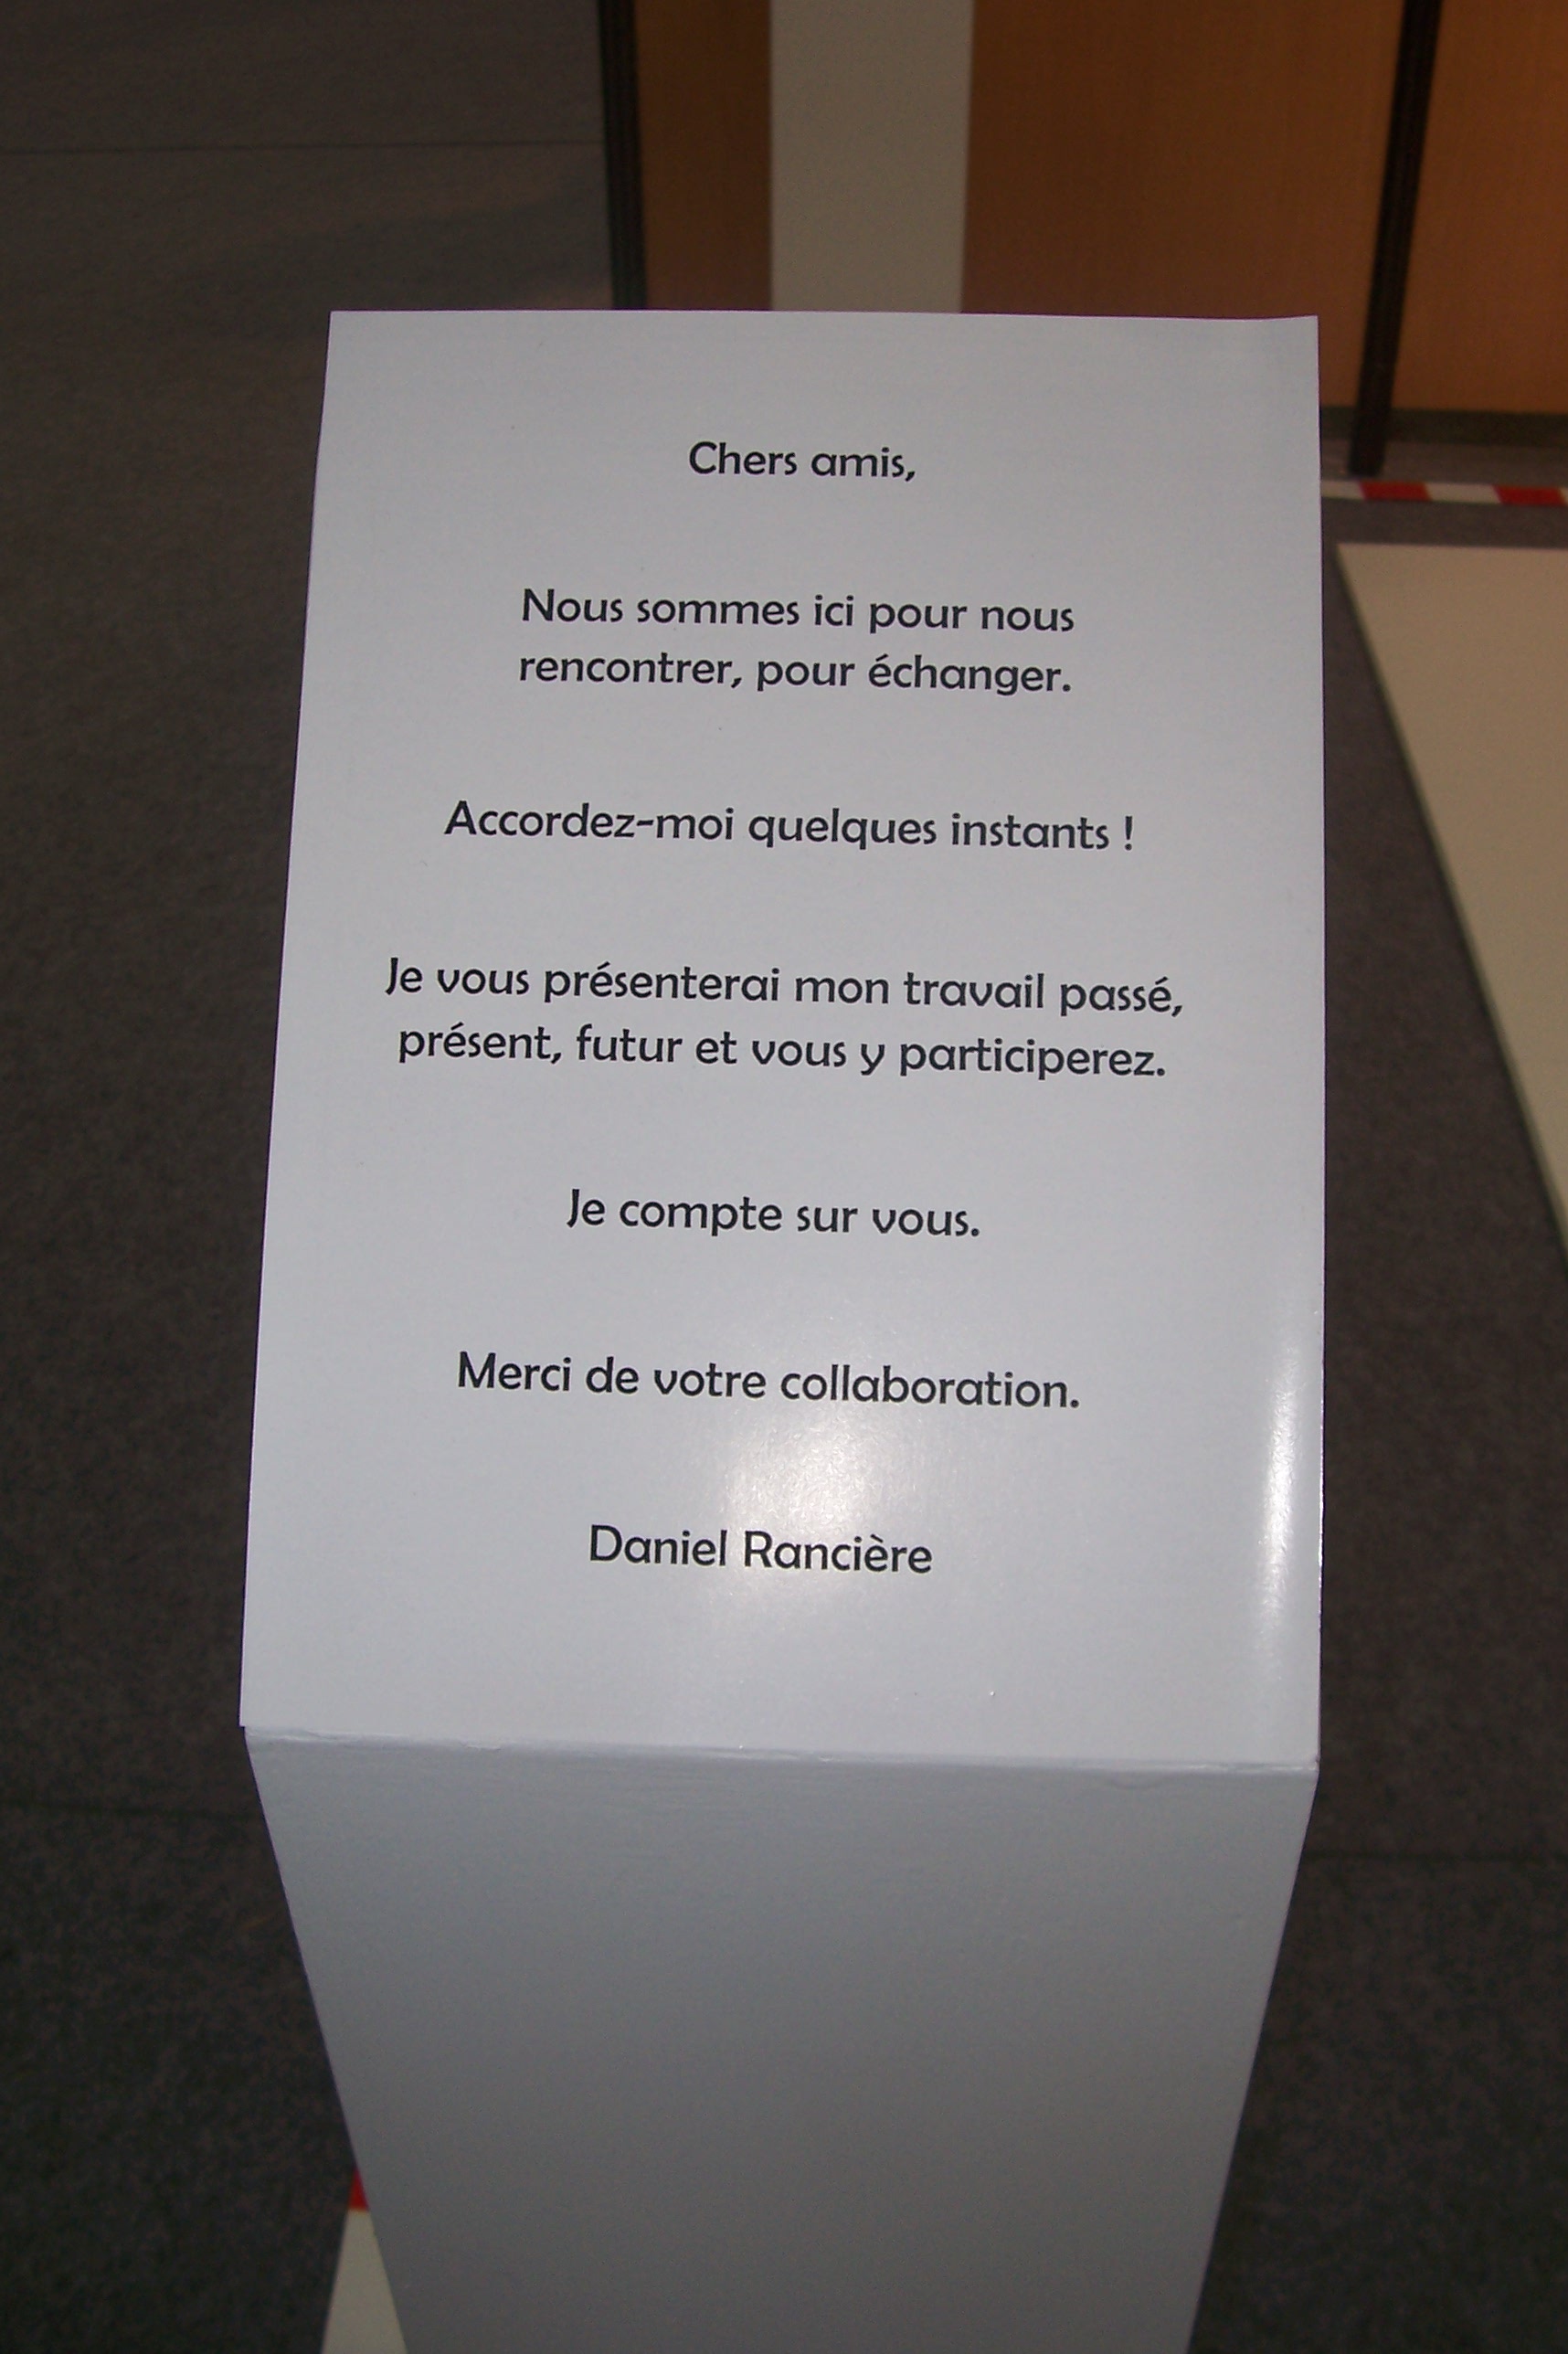 Chers amis,
Nous sommes ici pour nous
rencontrer, pour échanger.
Accordez-moi quelques instants !
Je vous présenterai mon travail passé,
présent, futur et vous y participerez.
Je compte sur vous.
Merci de votre collaboration.
Daniel Rancière